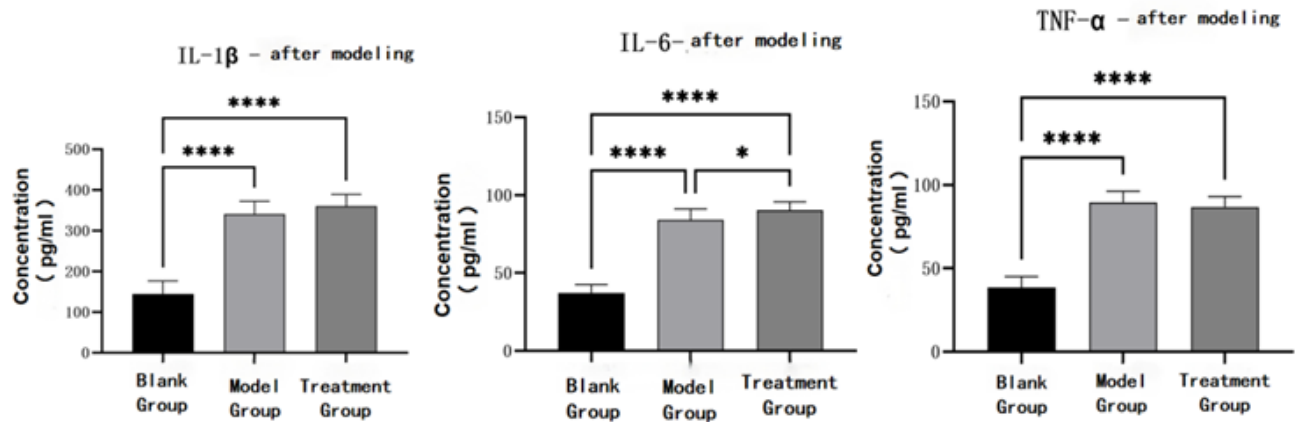 IL-1β - after modeling
****
****
500
400
300
200
100
0
Concentration
( pg/ml )
Blank
Group
Model
Group
Treatment
Group
IL-6- after modeling
****
****
*
150
100
50
0
Concentration
( pg/ml )
Blank
Group
Model
Group
Treatment
Group
TNF-α - after modeling
****
****
150
100
50
0
Concentration
( pg/ml )
Blank
Group
Model
Group
Treatment
Group